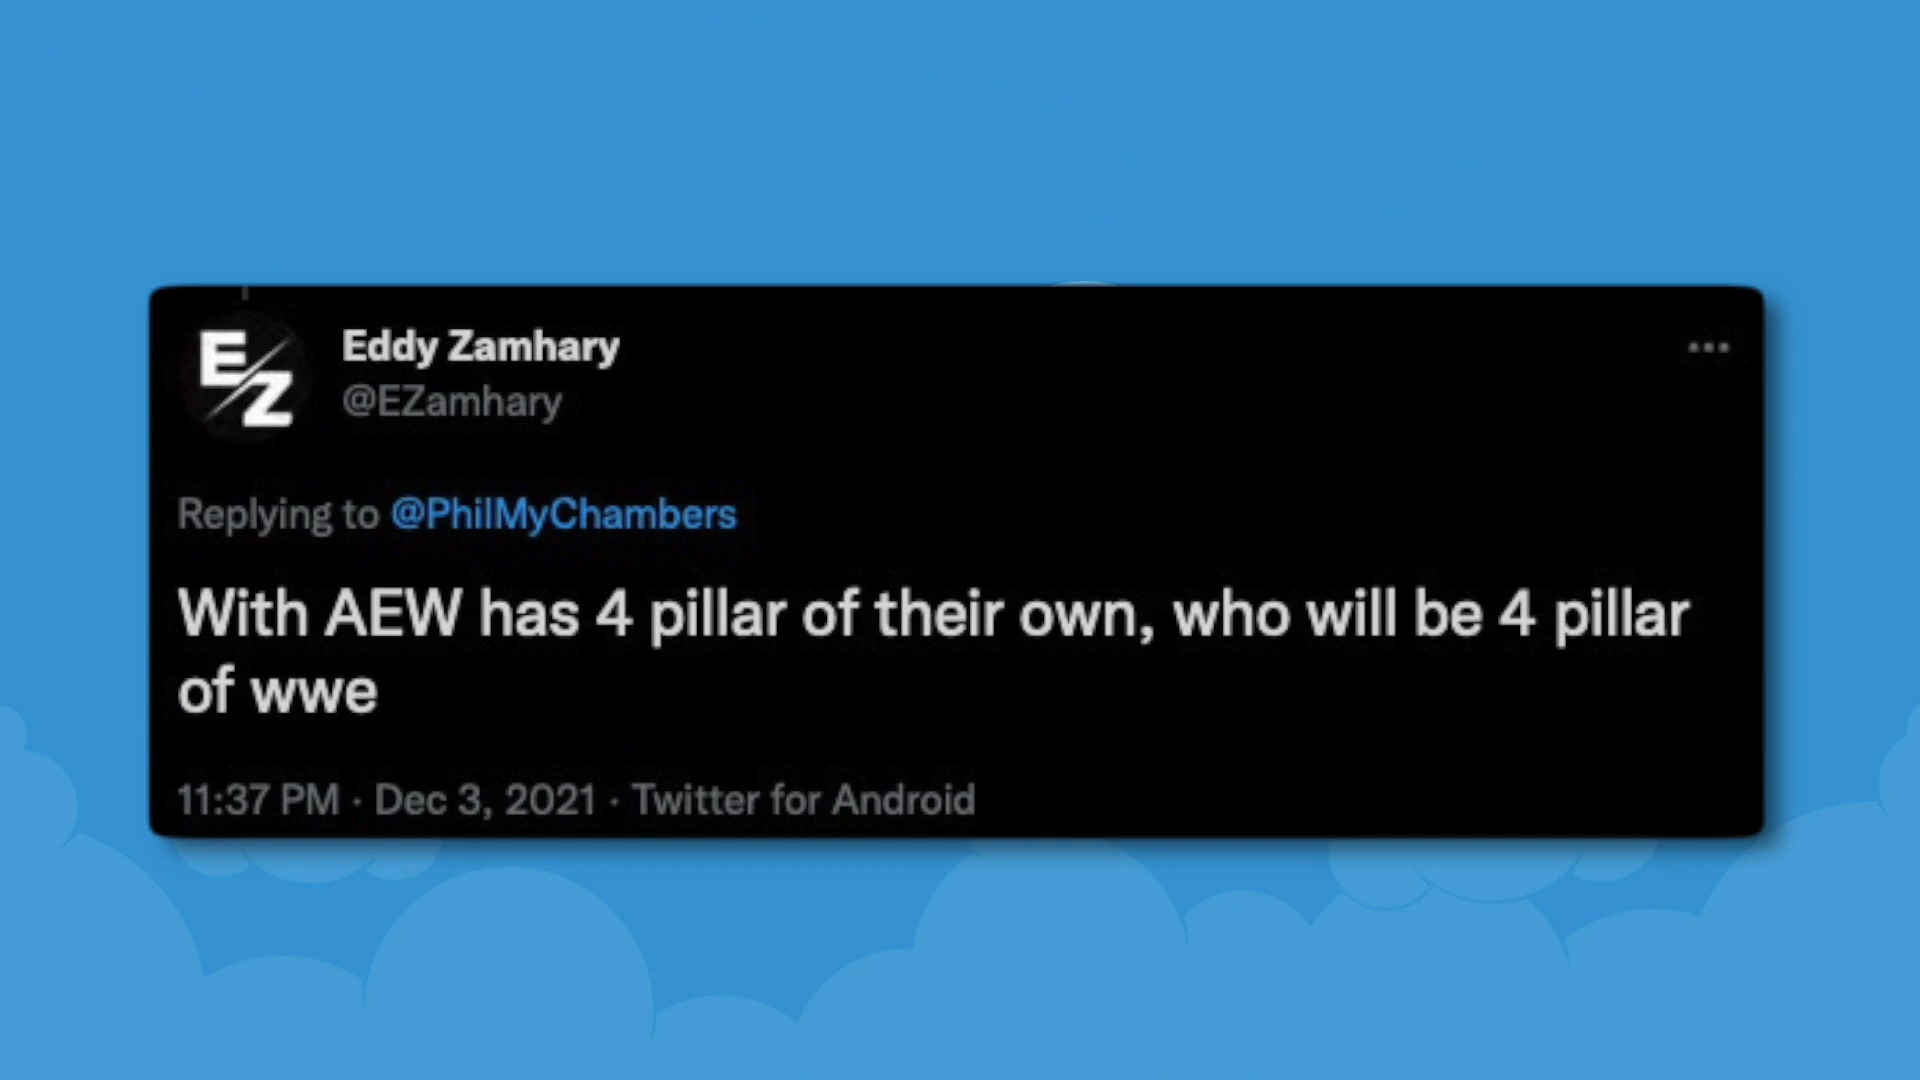 EZ
Eddy Zamhary
@EZamhary
Replying to @PhilMyChambers
With AEW has 4 pillar of their own, who will be 4 pillar
of wwe
11:37 PM · Dec 3, 2021 · Twitter for Android